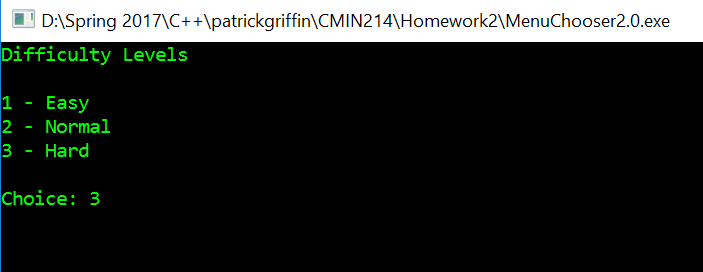 D:\Spring 2017\C++\patrickgriffin\CMIN214\Homework2\MenuChooser2.0.exe
Difficulty Levels
1 - Easy
2 - Normal
3 - Hard
Choice: 3